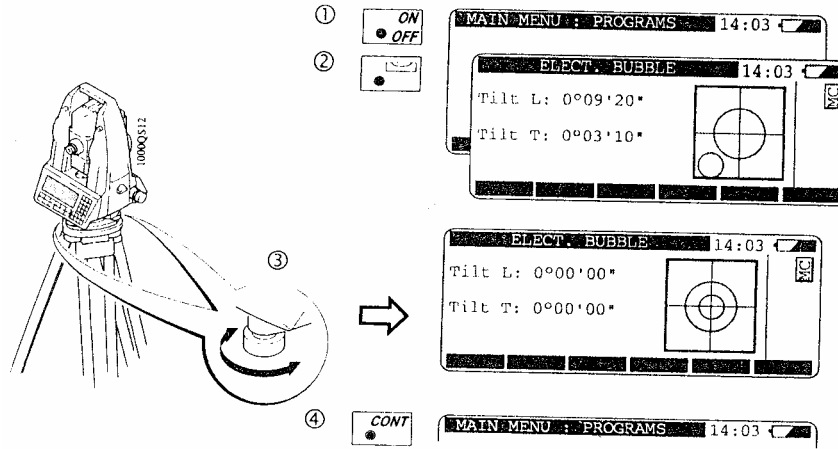 ① ON
OFF
MAIN MENU : PROGRAMS 14:03
② ELECT. BUBBLE 14:03
Tilt L: 0°09'20"
Tilt T: 0°03'10"
MC
1000QS12
③
ELECT. BUBBLE 14:03
Tilt L: 0°00'00"
Tilt T: 0°00'00"
MC
④ CONT
MAIN MENU : PROGRAMS 14:03